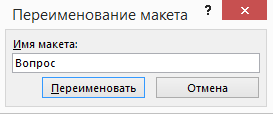 Переименование макета ? ×
Имя макета:
Вопрос
Переименовать Отмена